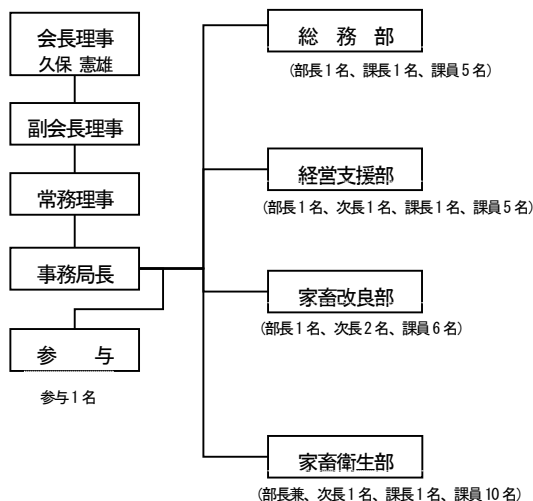 会長理事
久保 憲雄
副会長理事
常務理事
事務局長
参　与
参与1名
総　務　部
(部長1名、課長1名、課員5名)
経営支援部
(部長1名、次長1名、課長1名、課員5名)
家畜改良部
(部長1名、次長2名、課員6名)
家畜衛生部
(部長兼、次長1名、課長1名、課員10名)